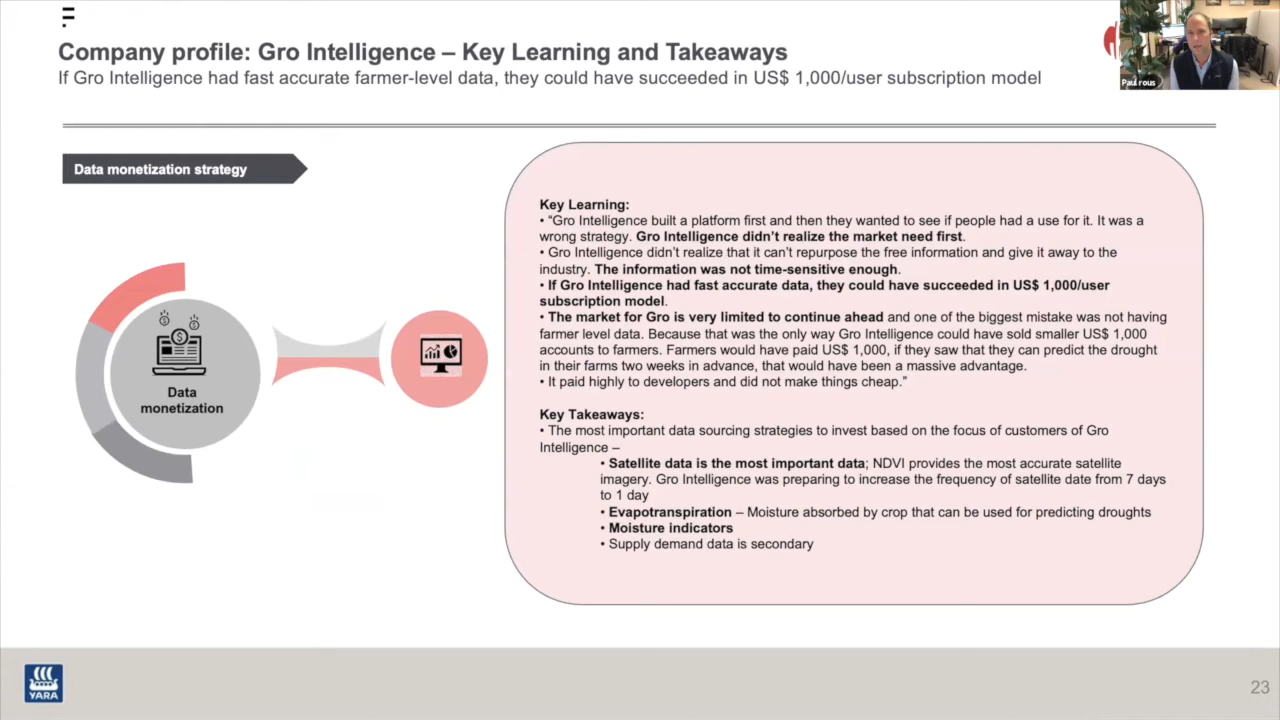 Company profile: Gro Intelligence – Key Learning and Takeaways
If Gro Intelligence had fast accurate farmer-level data, they could have succeeded in US$ 1,000/user subscription model
Paul rous
Data monetization strategy
Data
monetization
Key Learning:
• “Gro Intelligence built a platform first and then they wanted to see if people had a use for it. It was a
wrong strategy. Gro Intelligence didn’t realize the market need first.
• Gro Intelligence didn’t realize that it can’t repurpose the free information and give it away to the
industry. The information was not time-sensitive enough.
• If Gro Intelligence had fast accurate data, they could have succeeded in US$ 1,000/user
subscription model.
• The market for Gro is very limited to continue ahead and one of the biggest mistake was not having
farmer level data. Because that was the only way Gro Intelligence could have sold smaller US$ 1,000
accounts to farmers. Farmers would have paid US$ 1,000, if they saw that they can predict the drought
in their farms two weeks in advance, that would have been a massive advantage.
• It paid highly to developers and did not make things cheap.”
Key Takeaways:
• The most important data sourcing strategies to invest based on the focus of customers of Gro
Intelligence –
• Satellite data is the most important data; NDVI provides the most accurate satellite
imagery. Gro Intelligence was preparing to increase the frequency of satellite date from 7 days
to 1 day
• Evapotranspiration – Moisture absorbed by crop that can be used for predicting droughts
• Moisture indicators
• Supply demand data is secondary
YARA
23